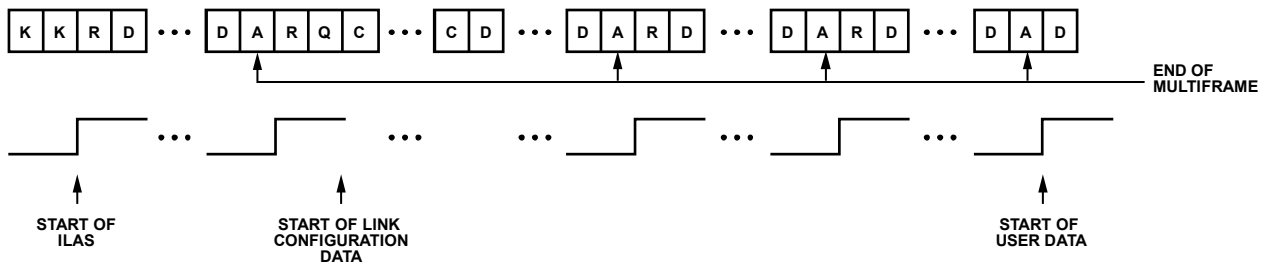 K K R D ••• D A R Q C ••• C D ••• D A R D ••• D A R D ••• D A D
END OF
MULTIFRAME
••• ••• ••• ••• •••
START OF
ILAS
START OF LINK
CONFIGURATION
DATA
START OF
USER DATA